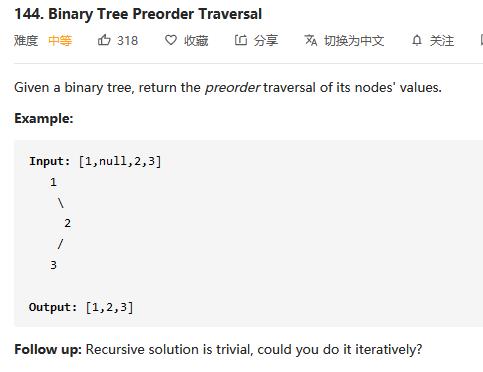 144. Binary Tree Preorder Traversal
难度 中等 318 收藏 分享 切换为中文 关注
Given a binary tree, return the preorder traversal of its nodes' values.
Example:
Input: [1,null,2,3]
1
\
2
/
3
Output: [1,2,3]
Follow up: Recursive solution is trivial, could you do it iteratively?